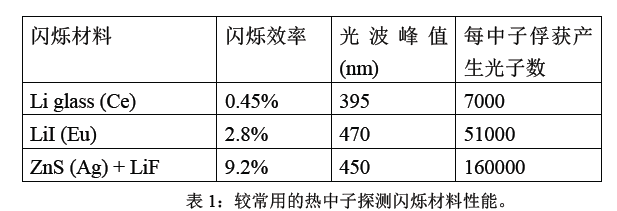 闪烁材料 闪烁效率 光波峰值 每中子俘获产
(nm) 生光子数
Li glass (Ce) 0.45% 395 7000
LiI (Eu) 2.8% 470 51000
ZnS (Ag) + LiF 9.2% 450 160000
表 1：较常用的热中子探测闪烁材料性能。